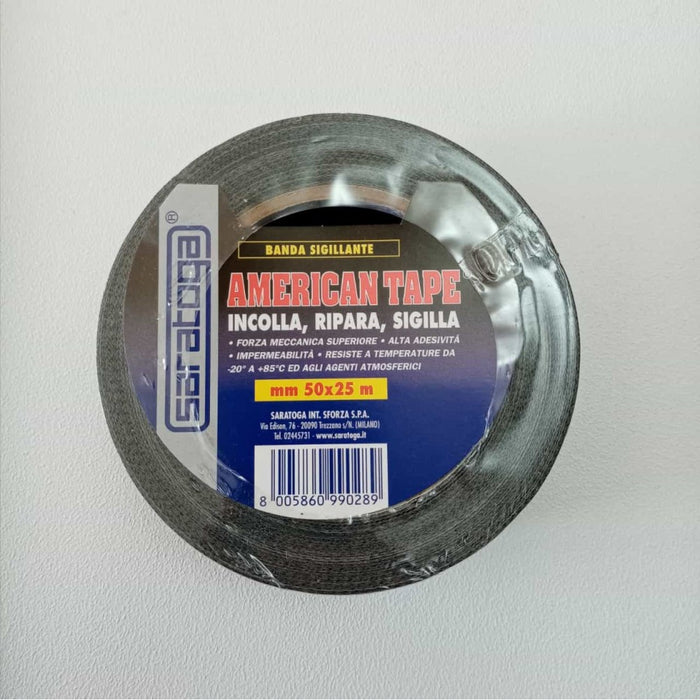 saratoga®
BANDA SIGILLANTE
AMERICAN TAPE
INCOLLA, RIPARA, SIGILLA
• FORZA MECCANICA SUPERIORE • ALTA ADESIVITÀ
• IMPERMEABILITÀ • RESISTE A TEMPERATURE DA
-20° A +85°C ED AGLI AGENTI ATMOSFERICI
mm 50x25 m
SARATOGA INT. SFORZA S.P.A.
Via Edison, 76 - 20090 Trezzano s/N. (MILANO)
Tel. 02445731 - www.saratoga.it
8 005860 990289